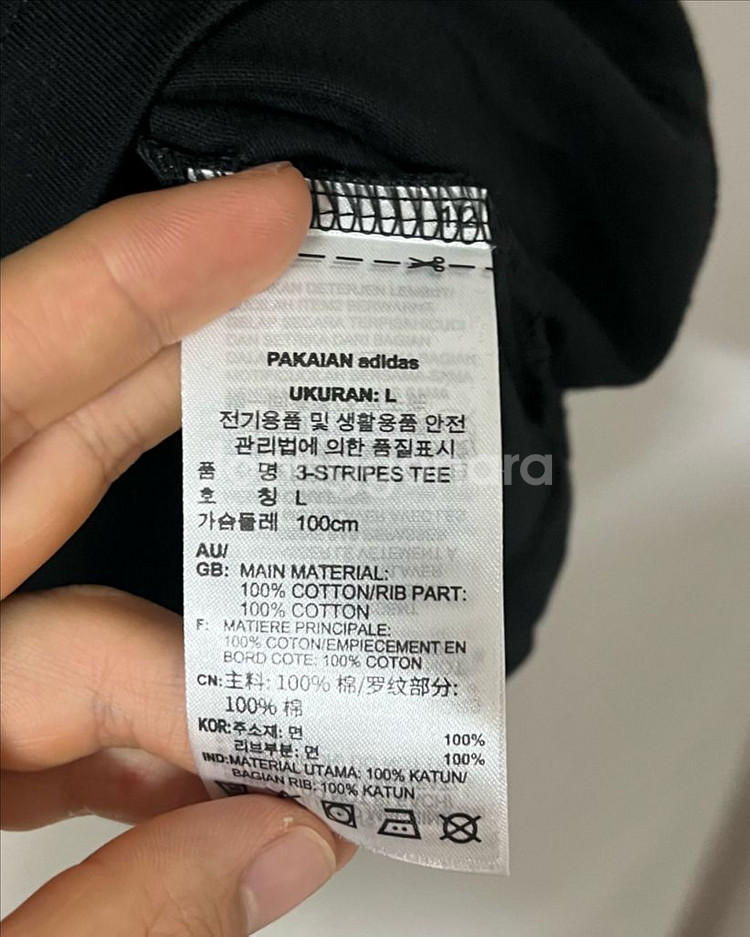 PAKAIAN adidas
UKURAN: L
전기용품 및 생활용품 안전
관리법에 의한 품질표시
품 명 3-STRIPES TEE
호 칭 L
가슴둘레 100cm
AU/
GB: MAIN MATERIAL:
100% COTTON/RIB PART:
100% COTTON
F: MATIERE PRINCIPALE:
100% COTON/EMPIECEMENT EN
BORD COTE: 100% COTON
CN:主料: 100% 棉/罗纹部分:
100% 棉
KOR:주소재: 면 100%
리브부분: 면 100%
IND:MATERIAL UTAMA: 100% KATUN/
BAGIAN RIB: 100% KATUN